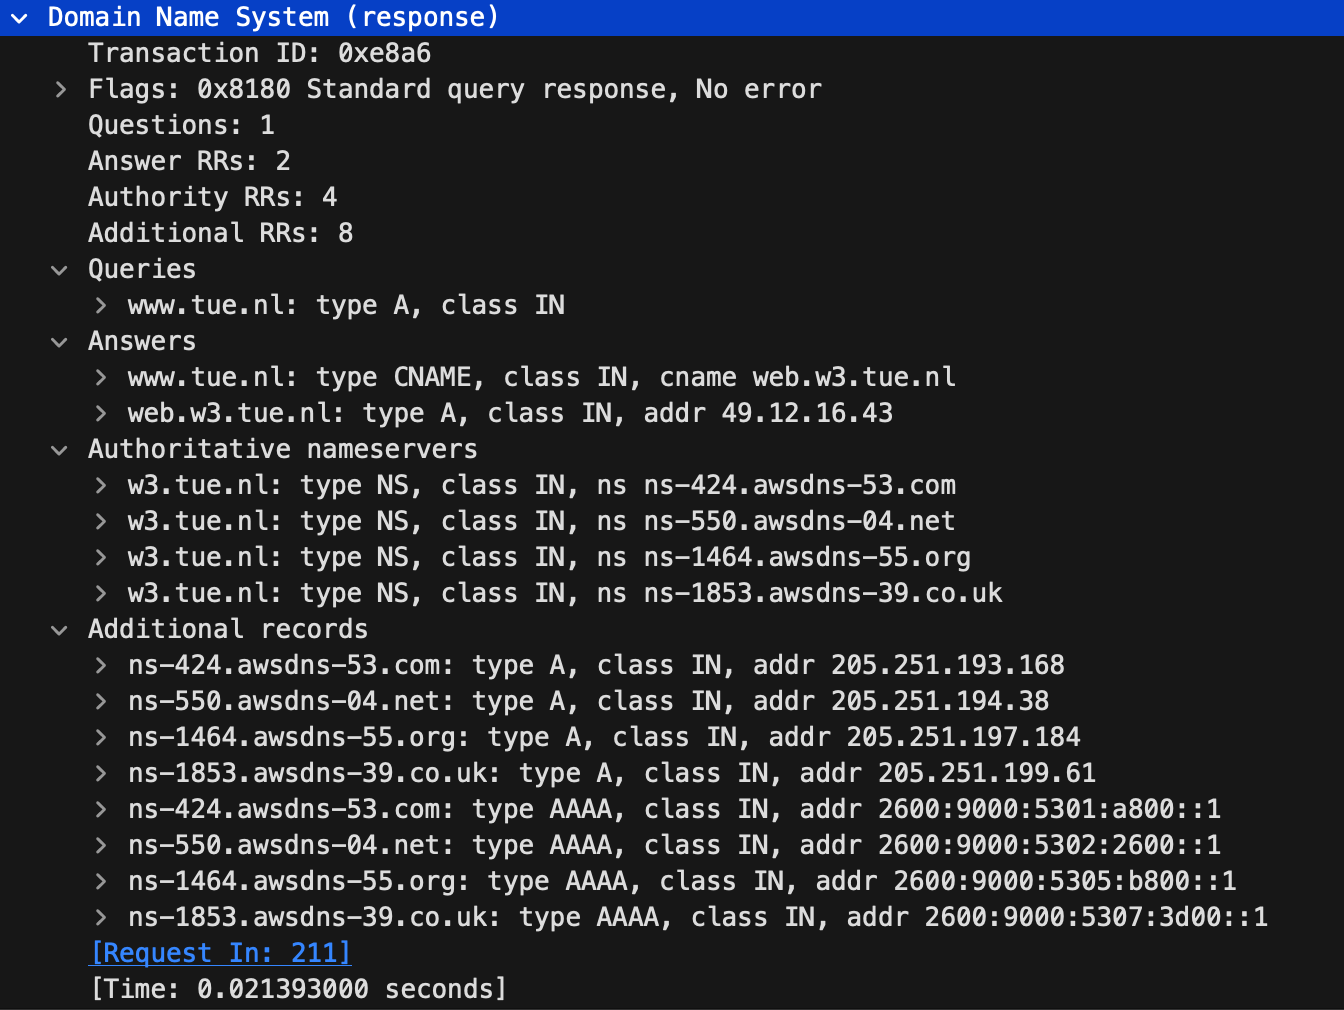 Domain Name System (response)
Transaction ID: 0xe8a6
Flags: 0x8180 Standard query response, No error
Questions: 1
Answer RRs: 2
Authority RRs: 4
Additional RRs: 8
Queries
www.tue.nl: type A, class IN
Answers
www.tue.nl: type CNAME, class IN, cname web.w3.tue.nl
web.w3.tue.nl: type A, class IN, addr 49.12.16.43
Authoritative nameservers
w3.tue.nl: type NS, class IN, ns ns-424.awsdns-53.com
w3.tue.nl: type NS, class IN, ns ns-550.awsdns-04.net
w3.tue.nl: type NS, class IN, ns ns-1464.awsdns-55.org
w3.tue.nl: type NS, class IN, ns ns-1853.awsdns-39.co.uk
Additional records
ns-424.awsdns-53.com: type A, class IN, addr 205.251.193.168
ns-550.awsdns-04.net: type A, class IN, addr 205.251.194.38
ns-1464.awsdns-55.org: type A, class IN, addr 205.251.197.184
ns-1853.awsdns-39.co.uk: type A, class IN, addr 205.251.199.61
ns-424.awsdns-53.com: type AAAA, class IN, addr 2600:9000:5301:a800::1
ns-550.awsdns-04.net: type AAAA, class IN, addr 2600:9000:5302:2600::1
ns-1464.awsdns-55.org: type AAAA, class IN, addr 2600:9000:5305:b800::1
ns-1853.awsdns-39.co.uk: type AAAA, class IN, addr 2600:9000:5307:3d00::1
[Request In: 211]
[Time: 0.021393000 seconds]